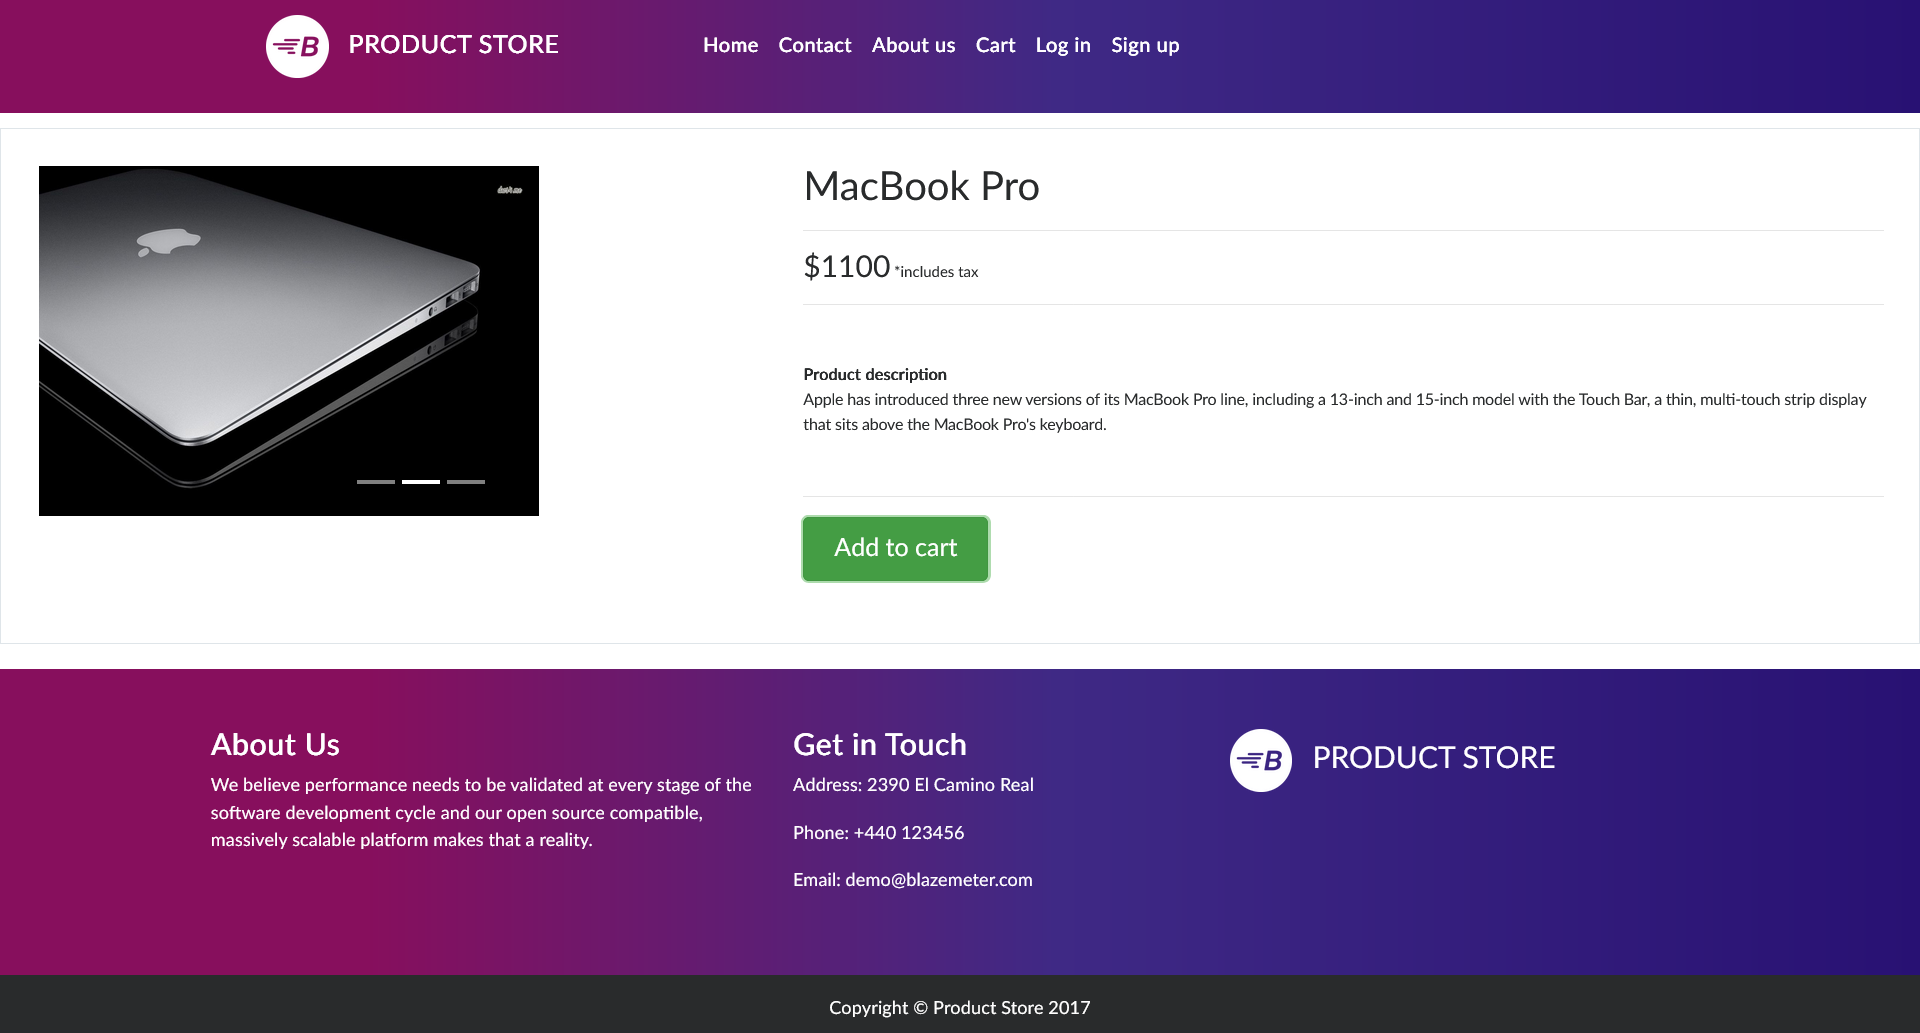 B PRODUCT STORE
Home Contact About us Cart Log in Sign up
MacBook Pro
$1100 *includes tax
Product description
Apple has introduced three new versions of its MacBook Pro line, including a 13-inch and 15-inch model with the Touch Bar, a thin, multi-touch strip display
that sits above the MacBook Pro's keyboard.
Add to cart
About Us
We believe performance needs to be validated at every stage of the
software development cycle and our open source compatible,
massively scalable platform makes that a reality.
Get in Touch
Address: 2390 El Camino Real
Phone: +440 123456
Email: demo@blazemeter.com
B PRODUCT STORE
Copyright © Product Store 2017